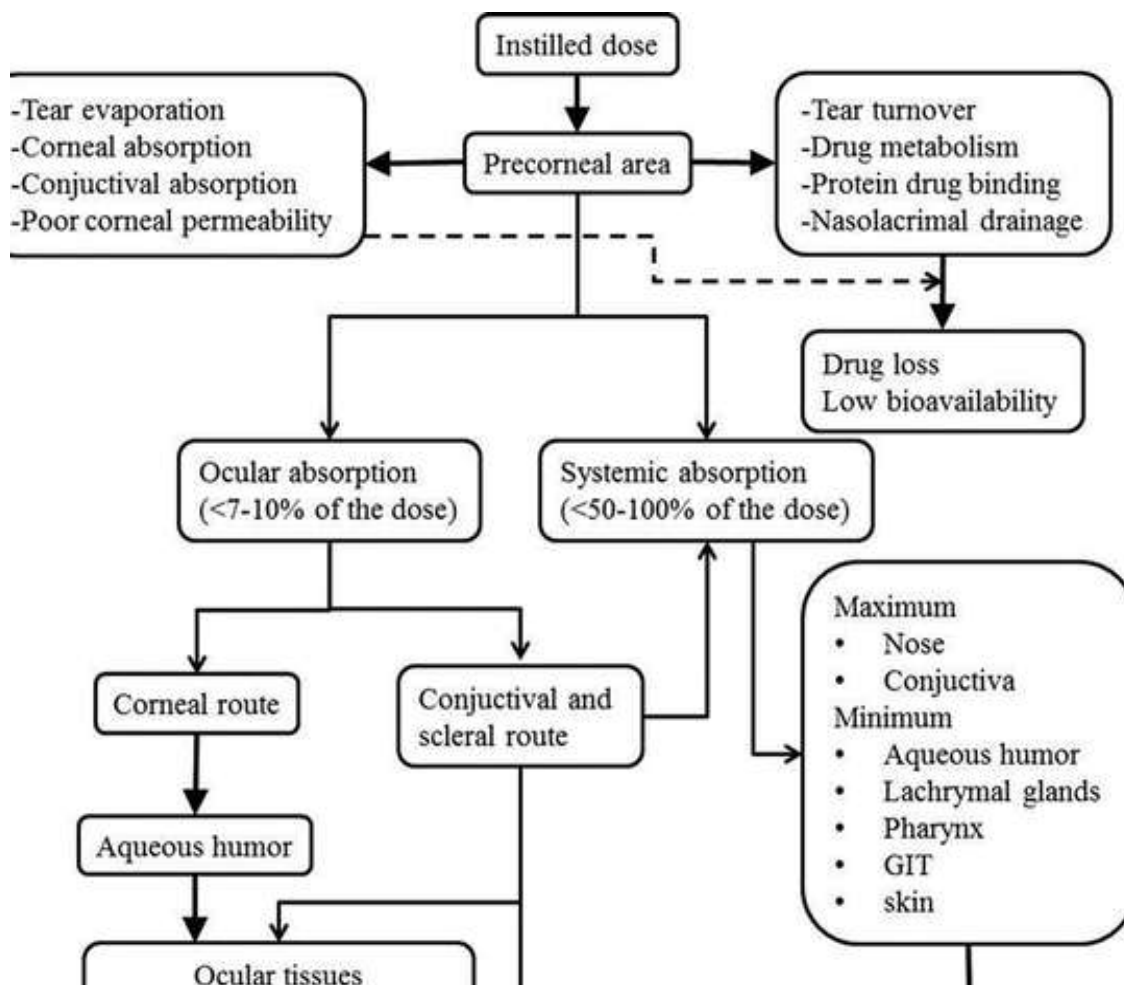 Instilled dose
-Tear evaporation
-Corneal absorption
-Conjuctival absorption
-Poor corneal permeability
Precorneal area
-Tear turnover
-Drug metabolism
-Protein drug binding
-Nasolacrimal drainage
Drug loss
Low bioavailability
Ocular absorption
(<7-10% of the dose)
Systemic absorption
(<50-100% of the dose)
Corneal route
Conjuctival and
scleral route
Maximum
• Nose
• Conjuctiva
Minimum
• Aqueous humor
• Lachrymal glands
• Pharynx
• GIT
• skin
Aqueous humor
Ocular tissues